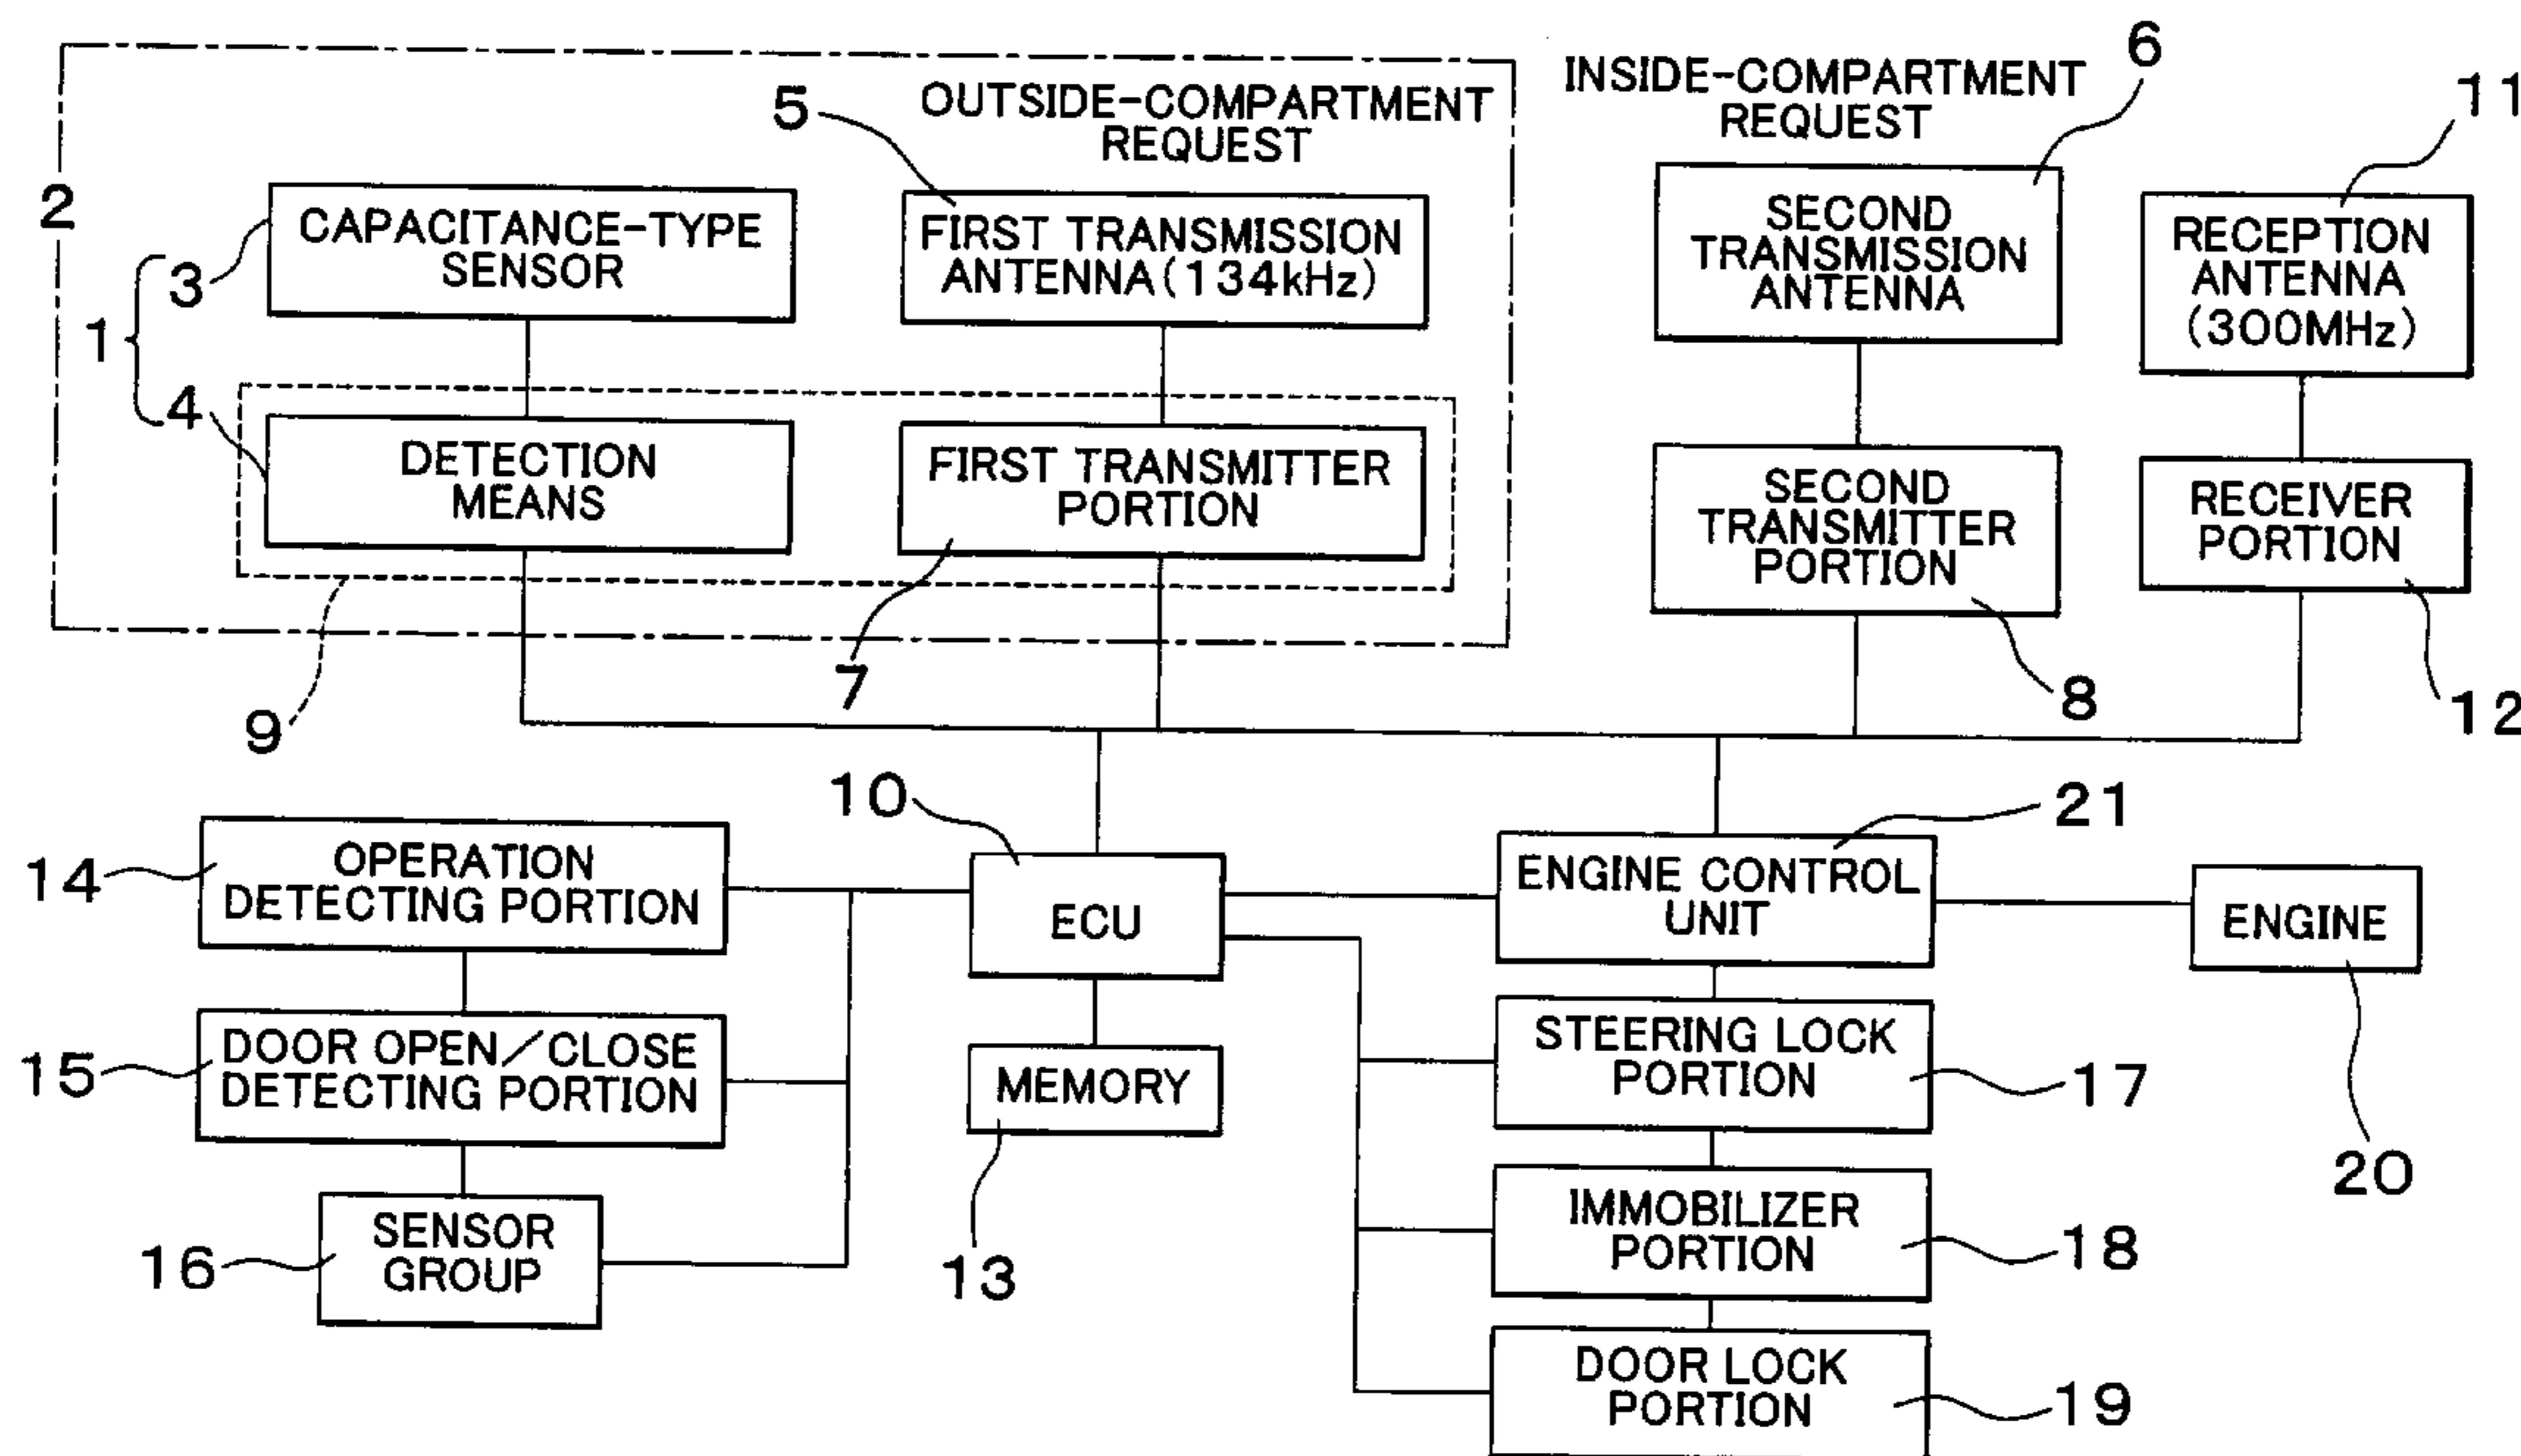 OUTSIDE-COMPARTMENT
REQUEST
INSIDE-COMPARTMENT
REQUEST
5
6
11
2
1
3
CAPACITANCE-TYPE
SENSOR
FIRST TRANSMISSION
ANTENNA(134kHz)
SECOND
TRANSMISSION
ANTENNA
RECEPTION
ANTENNA
(300MHz)
4
DETECTION
MEANS
FIRST TRANSMITTER
PORTION
SECOND
TRANSMITTER
PORTION
RECEIVER
PORTION
9
7
8
12
10
21
14
OPERATION
DETECTING PORTION
ECU
ENGINE CONTROL
UNIT
ENGINE
20
15
DOOR OPEN/CLOSE
DETECTING PORTION
MEMORY
13
STEERING LOCK
PORTION
17
16
SENSOR
GROUP
IMMOBILIZER
PORTION
18
DOOR LOCK
PORTION
19